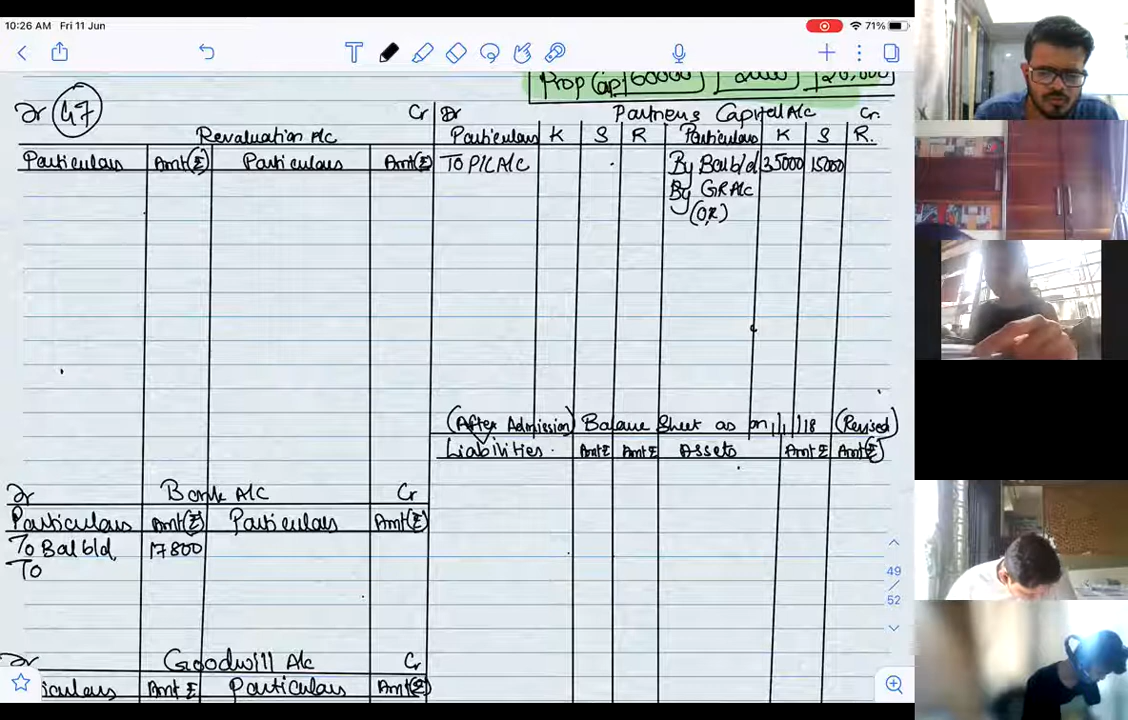 10:26 AM Fri 11 Jun
71%
T
Prop Cap 60000 20,000
Dr 47 Cr
Revaluation A/c
Particulars Amt(₹) Particulars Amt(₹)
Dr Partners Capital A/c Cr.
Particulars K S R Particulars K S R.
To P/C A/c By Bal b/d 35000 15000
By GR A/c
(O.R)
(After Admission) Balance Sheet as on 1/1/18 (Revised)
Liabilities. Amt ₹ Amt ₹ Assets Amt ₹ Amt(₹)
Dr Bank A/c Cr
Particulars Amt(₹) Particulars Amt(₹)
To Bal b/d 17800
To
49
/
52
Dr Goodwill A/c Cr
iculars Amt ₹ Particulars Amt(₹)